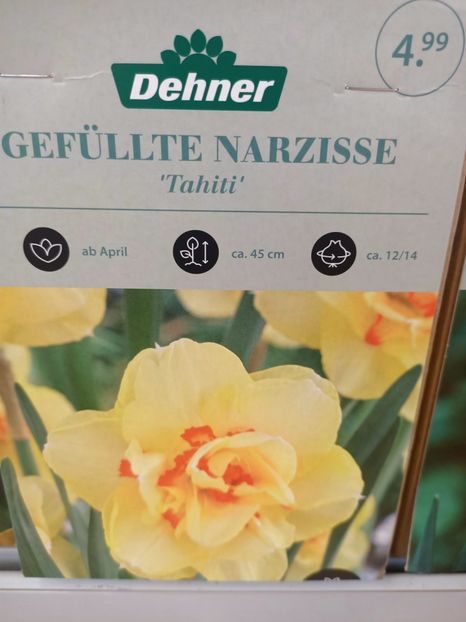 4.99
Dehner
GEFÜLLTE NARZISSE
'Tahiti'
ab April
ca. 45 cm
ca. 12/14